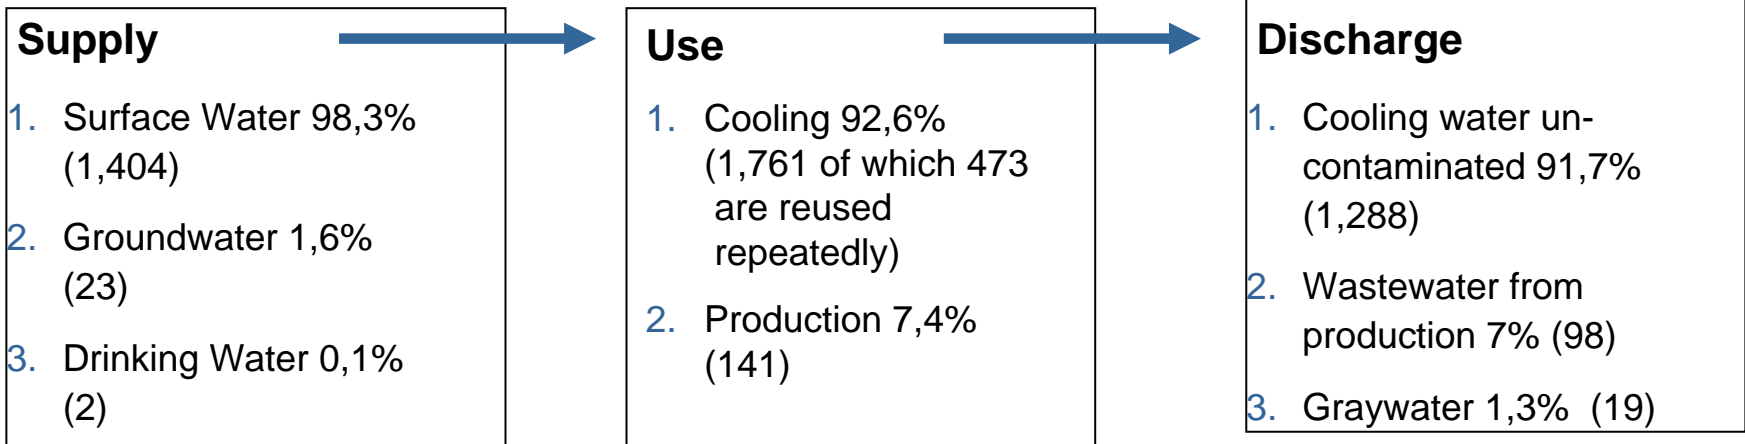 Supply
1. Surface Water 98,3%
(1,404)
2. Groundwater 1,6%
(23)
3. Drinking Water 0,1%
(2)
Use
1. Cooling 92,6%
(1,761 of which 473
are reused
repeatedly)
2. Production 7,4%
(141)
Discharge
1. Cooling water un-
contaminated 91,7%
(1,288)
2. Wastewater from
production 7% (98)
3. Graywater 1,3% (19)